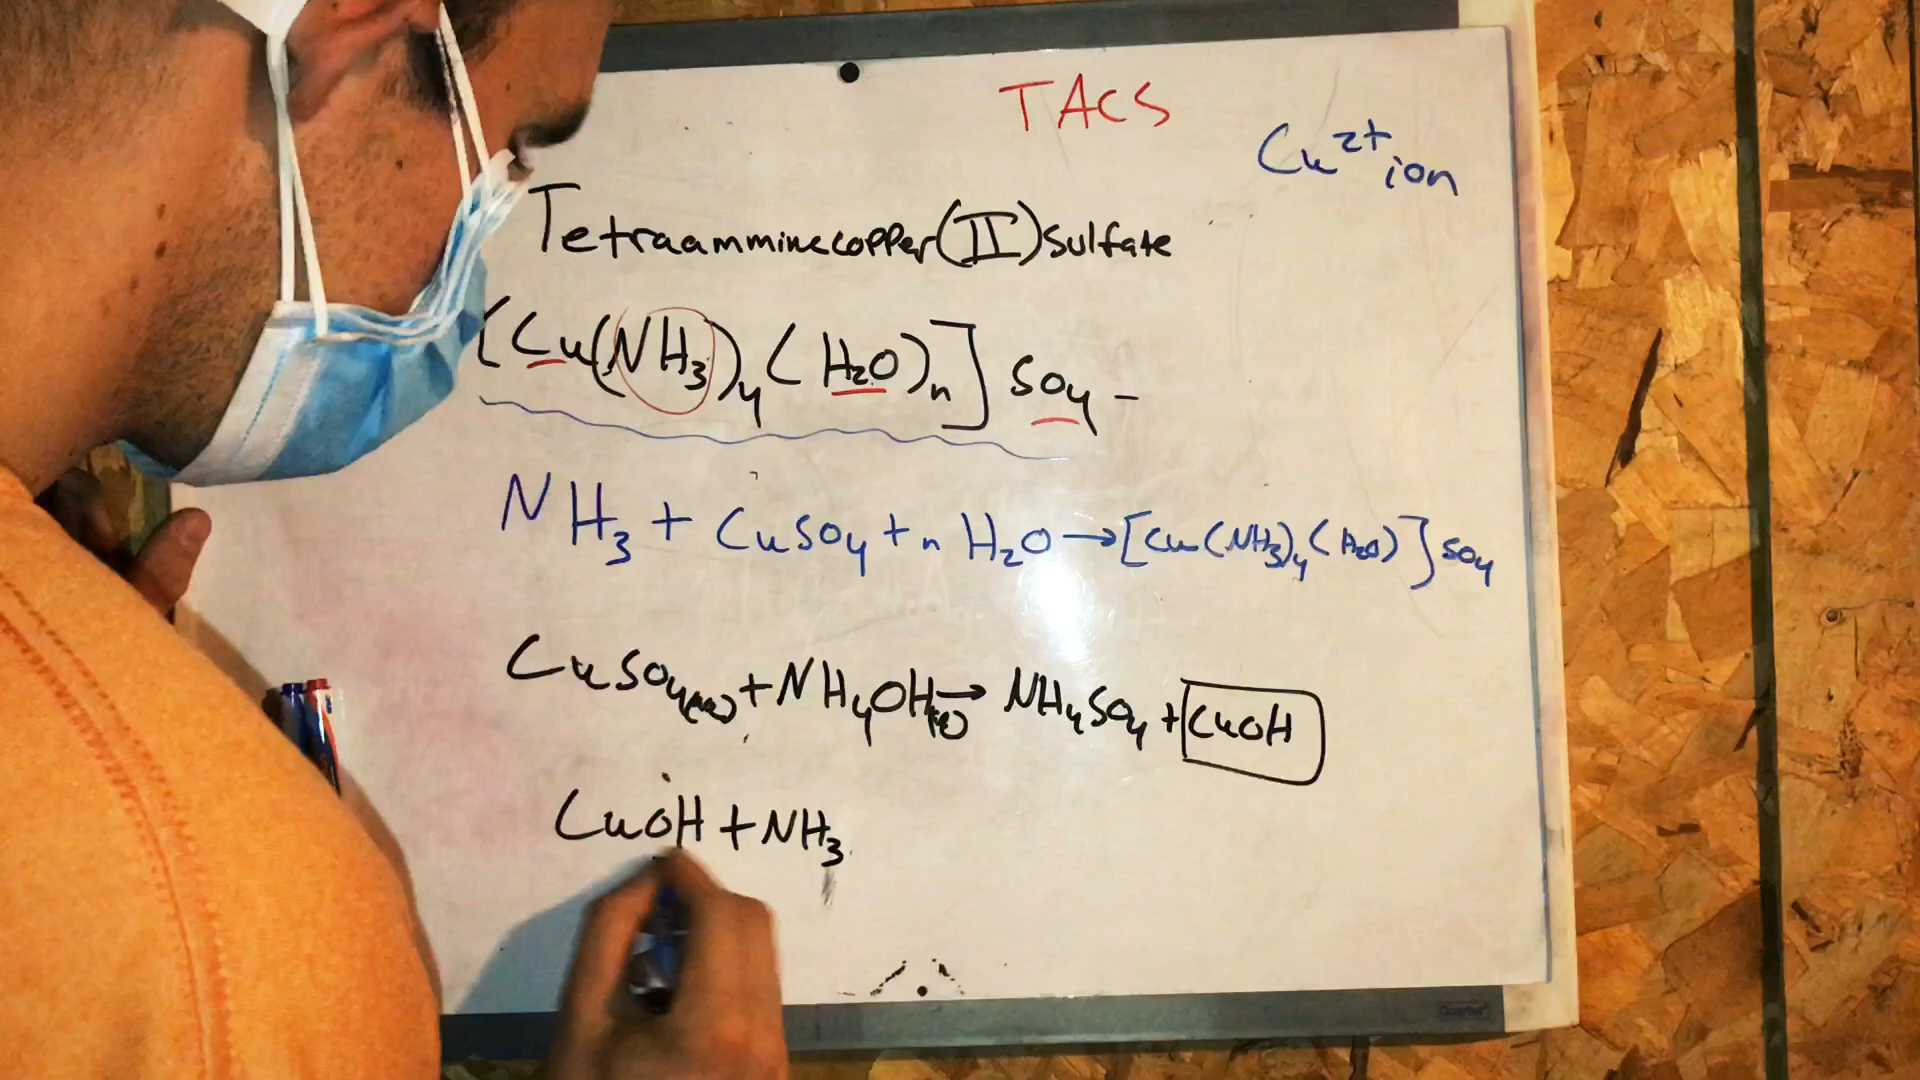 TACS
Cu²⁺ ion
Tetraamminecopper(II)sulfate
[Cu(NH₃)₄(H₂O)ₙ]SO₄ -
NH₃ + CuSO₄ + n H₂O → [Cu(NH₃)₄(H₂O)]SO₄
CuSO₄(aq) + NH₄OH → NH₄SO₄ + CuOH
CuOH + NH₃
Quartet